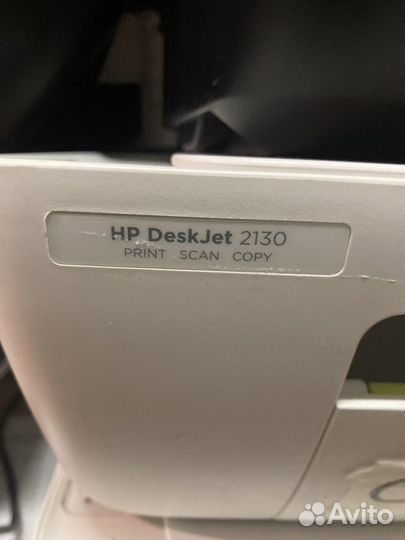 HP DeskJet 2130
PRINT SCAN COPY
Avito